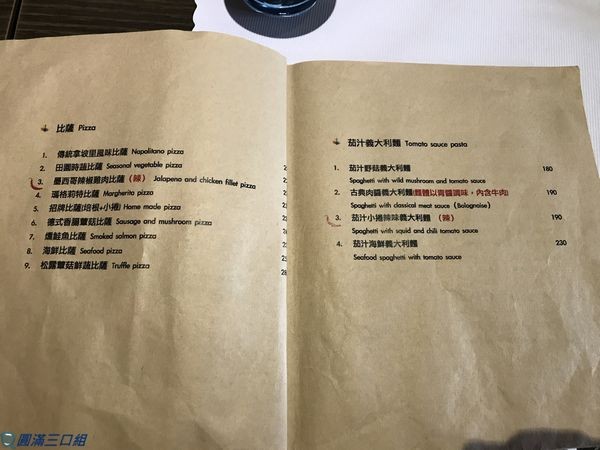 比薩 Pizza
1. 傳統拿坡里風味比薩 Napolitano pizza
2. 田園時蔬比薩 Seasonal vegetable pizza
3. 墨西哥辣椒雞肉比薩(辣) Jalapeno and chicken fillet pizza
4. 瑪格莉特比薩 Margherita pizza
5. 招牌比薩(培根+小捲) Home made pizza
6. 德式香腸蕈菇比薩 Sausage and mushroom pizza
7. 燻鮭魚比薩 Smoked salmon pizza
8. 海鮮比薩 Seafood pizza
9. 松露蕈菇鮮蔬比薩 Truffle pizza
茄汁義大利麵 Tomato sauce pasta
1. 茄汁野菇義大利麵 180
Spaghetti with wild mushroom and tomato sauce
2. 古典肉醬義大利麵(麵體以青醬調味，內含牛肉) 190
Spaghetti with classical meat sauce (Bolognaise)
3. 茄汁小捲辣味義大利麵 (辣) 190
Spaghetti with squid and chili tomato sauce
4. 茄汁海鮮義大利麵 230
Seafood spaghetti with tomato sauce
圓滿三口組